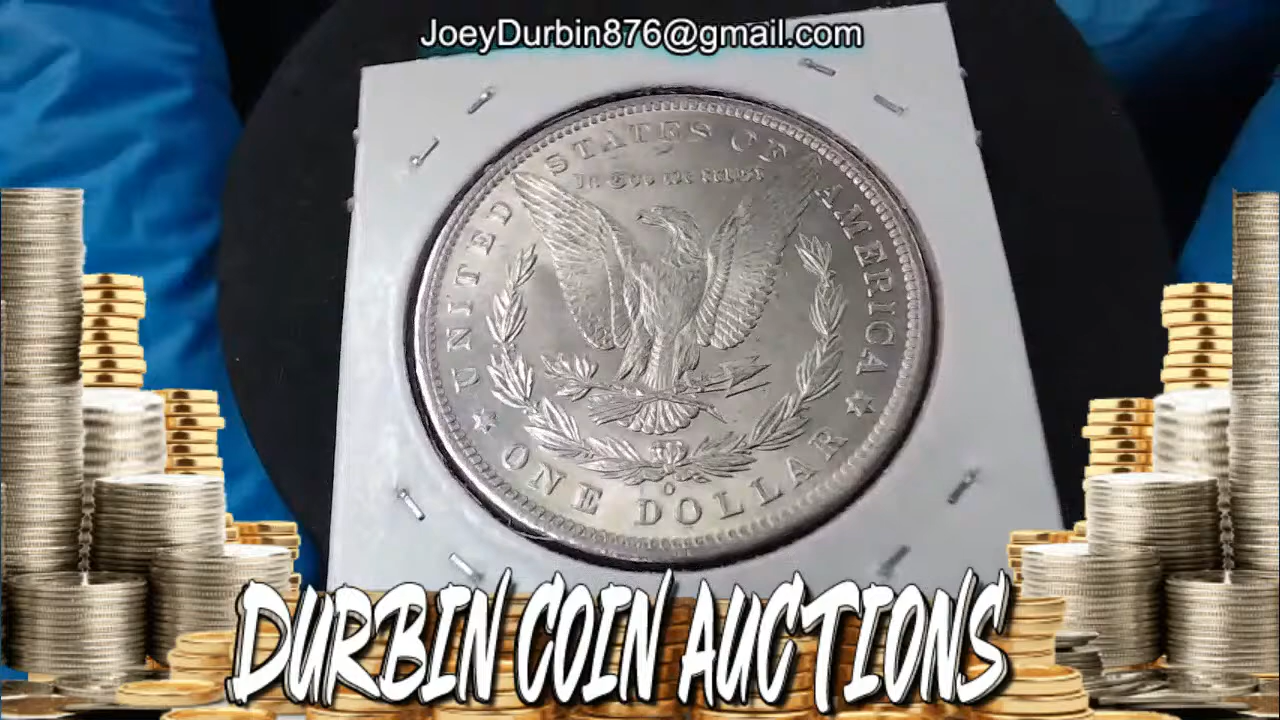 JoeyDurbin876@gmail.com
UNITED STATES OF AMERICA
In God we trust
O
ONE DOLLAR
DURBIN COIN AUCTIONS